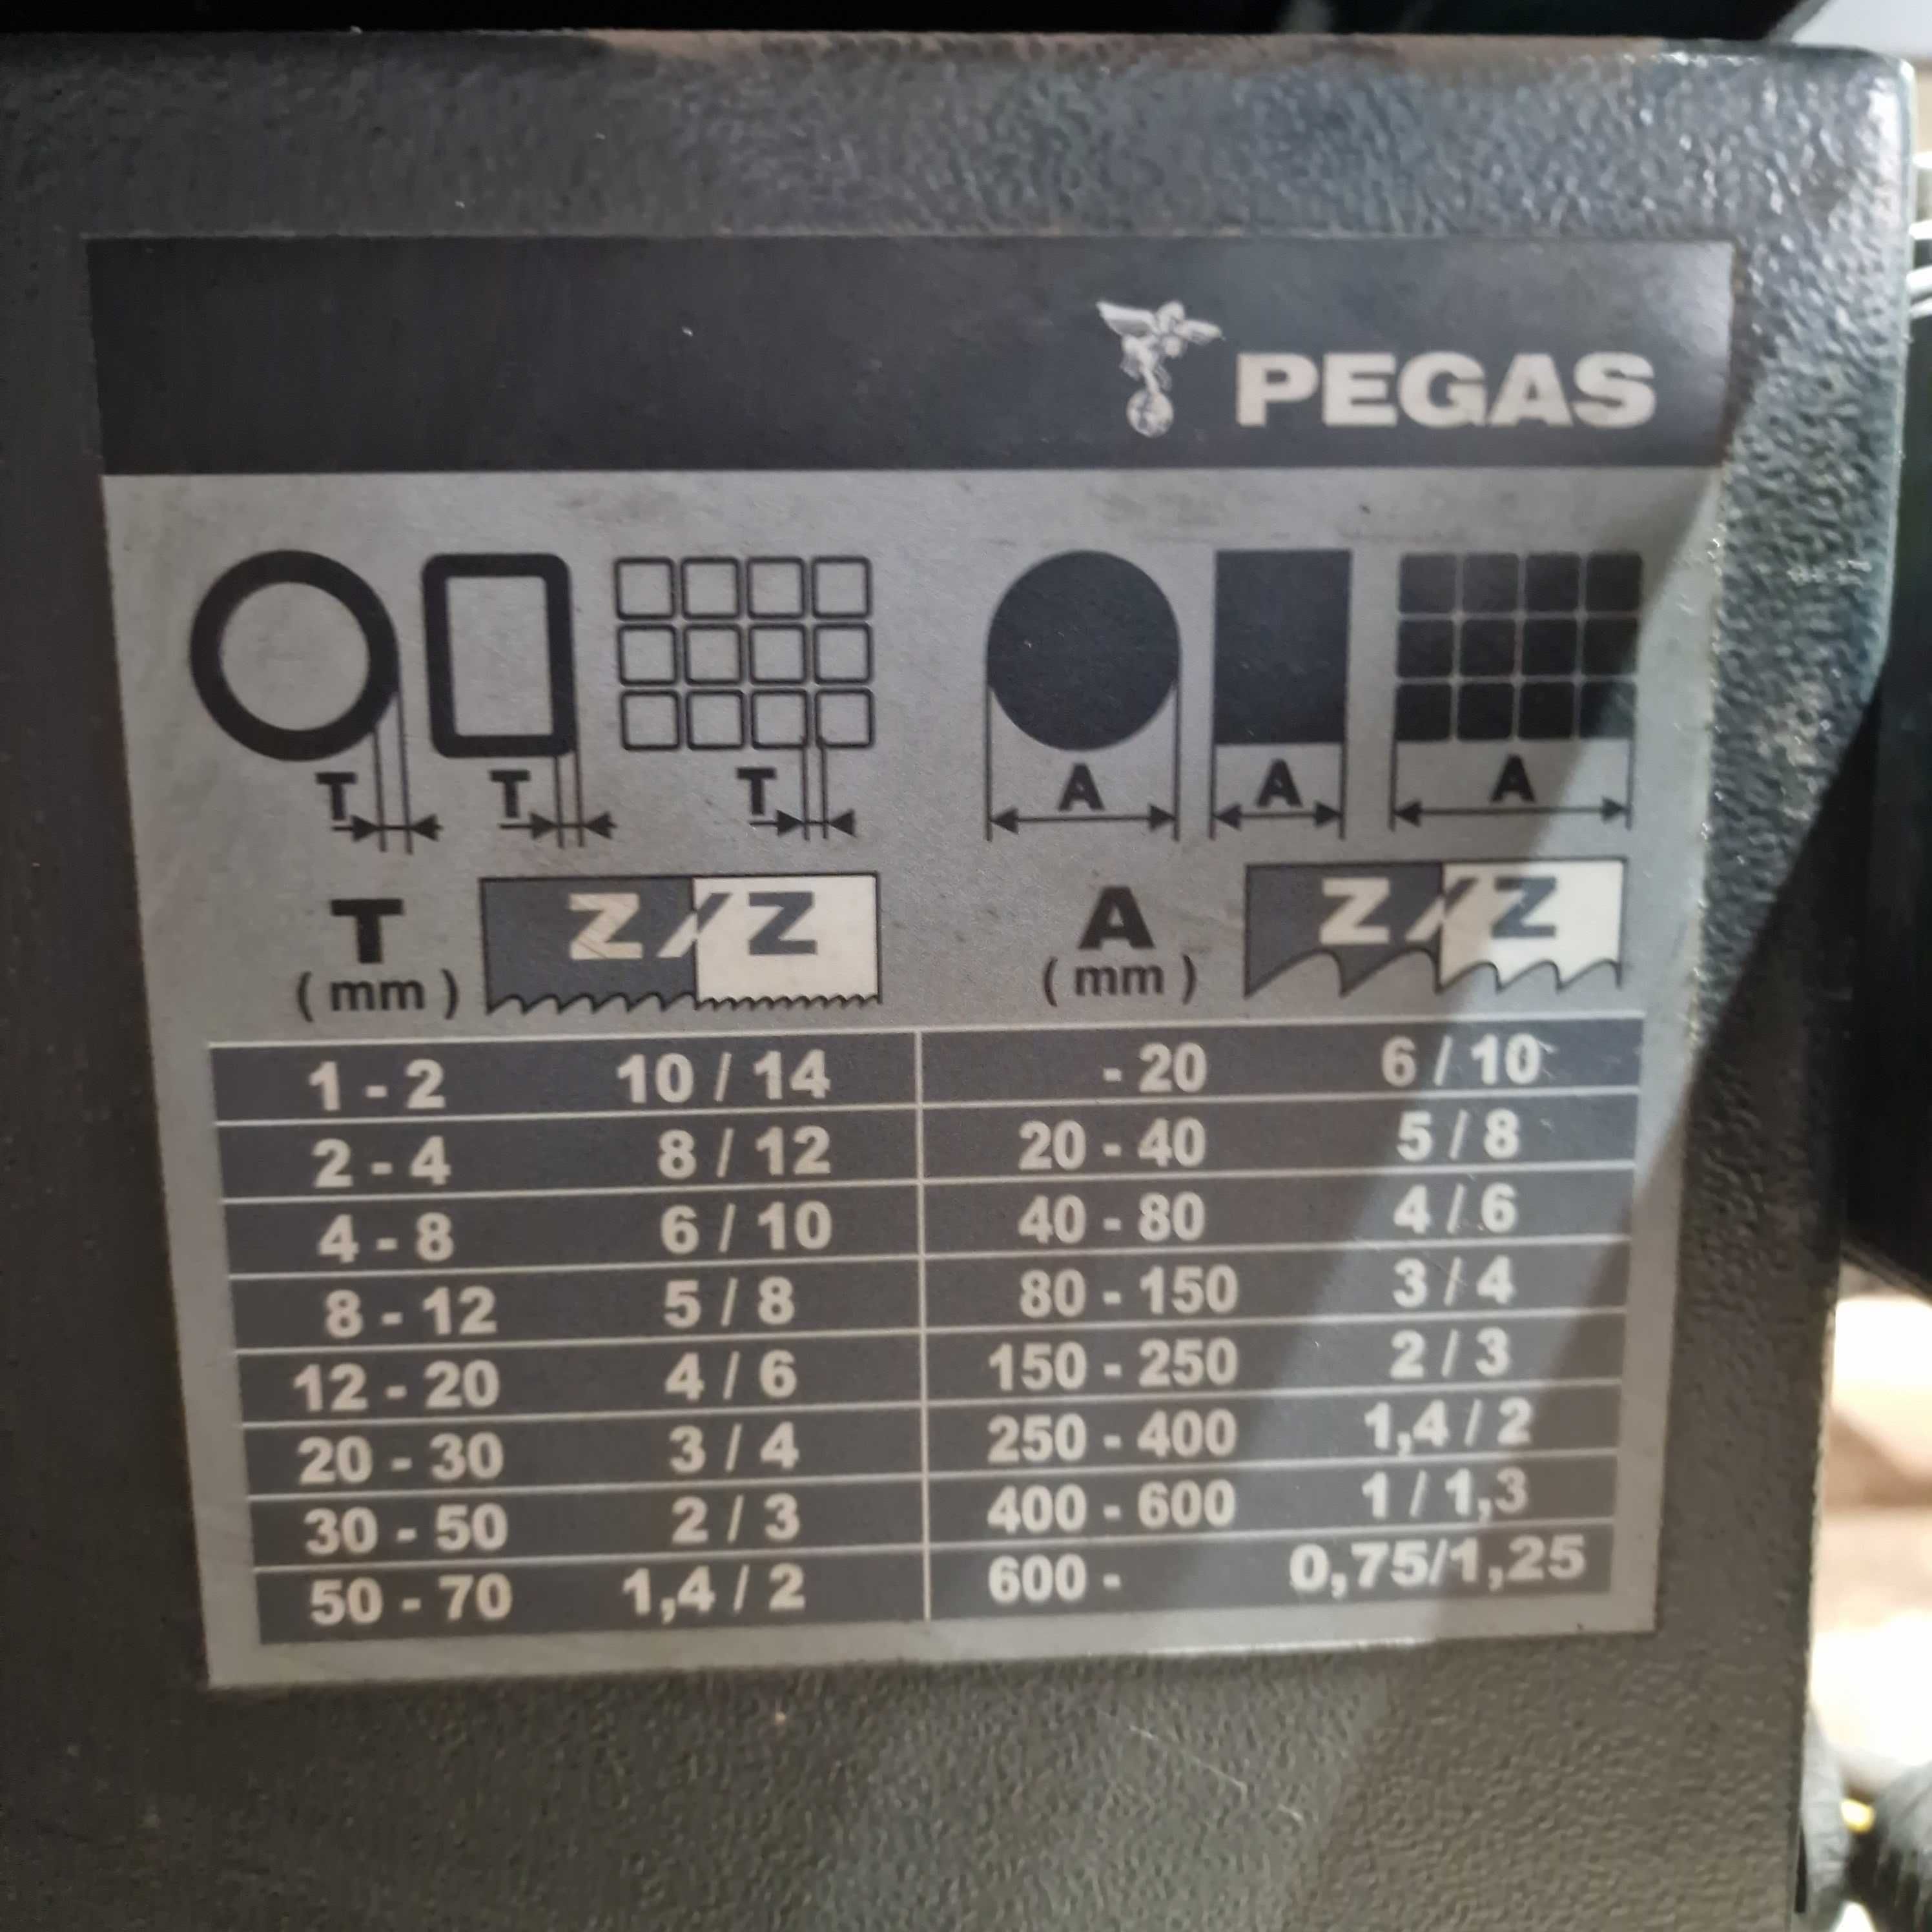 PEGAS
T T T A A A
T Z/Z A Z/Z
(mm) (mm)
1 - 2 10 / 14 - 20 6 / 10
2 - 4 8 / 12 20 - 40 5 / 8
4 - 8 6 / 10 40 - 80 4 / 6
8 - 12 5 / 8 80 - 150 3 / 4
12 - 20 4 / 6 150 - 250 2 / 3
20 - 30 3 / 4 250 - 400 1,4 / 2
30 - 50 2 / 3 400 - 600 1 / 1,3
50 - 70 1,4 / 2 600 - 0,75/1,25